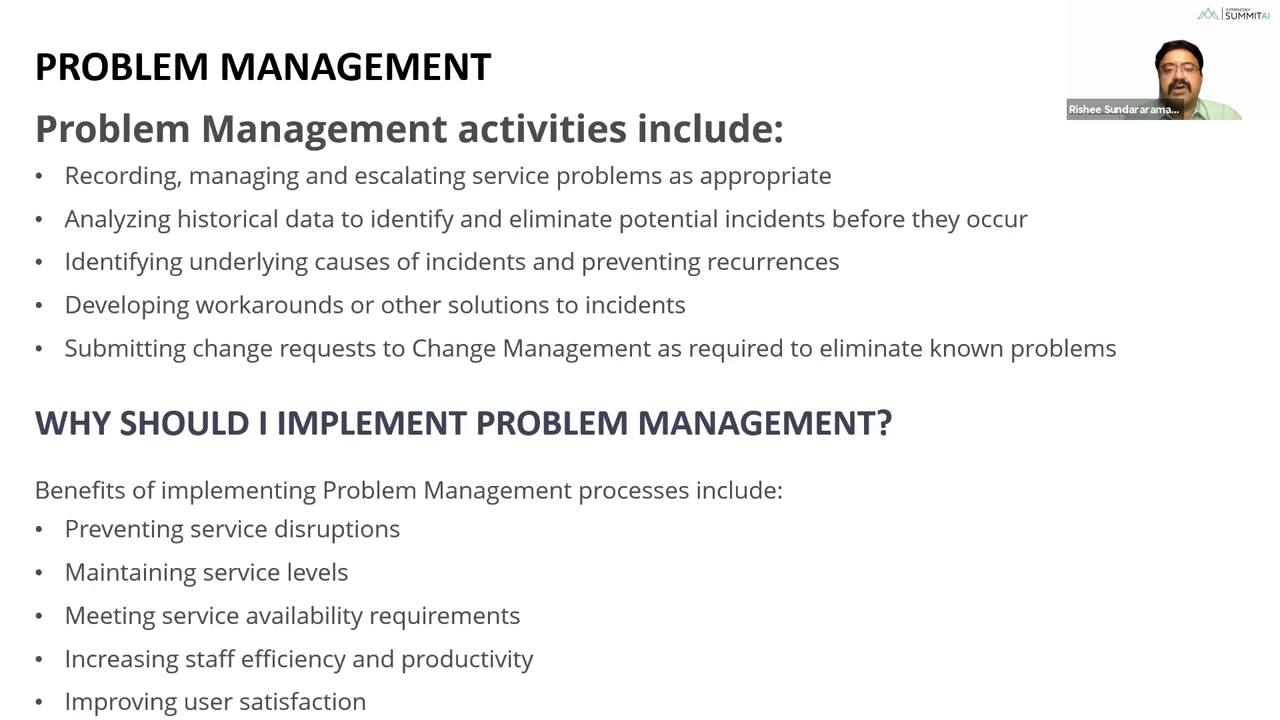 SYMPHONY
SUMMITAI
PROBLEM MANAGEMENT
Rishee Sundararama...
Problem Management activities include:
• Recording, managing and escalating service problems as appropriate
• Analyzing historical data to identify and eliminate potential incidents before they occur
• Identifying underlying causes of incidents and preventing recurrences
• Developing workarounds or other solutions to incidents
• Submitting change requests to Change Management as required to eliminate known problems
WHY SHOULD I IMPLEMENT PROBLEM MANAGEMENT?
Benefits of implementing Problem Management processes include:
• Preventing service disruptions
• Maintaining service levels
• Meeting service availability requirements
• Increasing staff efficiency and productivity
• Improving user satisfaction